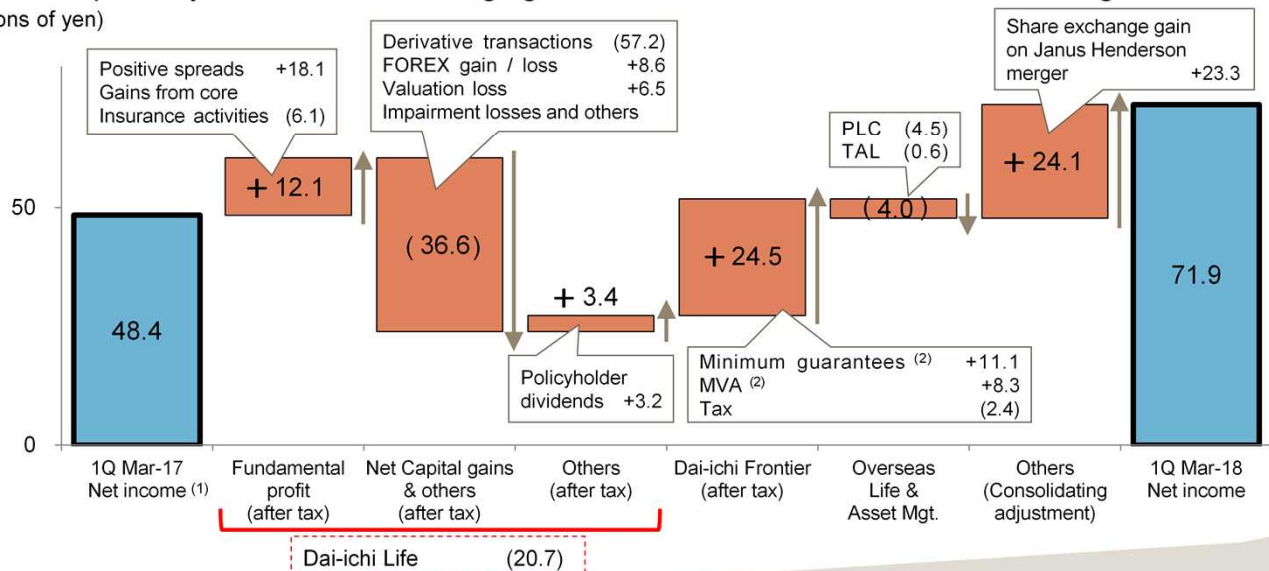 ons of yen)
Positive spreads +18.1
Gains from core
Insurance activities (6.1)
Derivative transactions (57.2)
FOREX gain / loss +8.6
Valuation loss +6.5
Impairment losses and others
Share exchange gain
on Janus Henderson
merger +23.3
PLC (4.5)
TAL (0.6)
50
0
48.4
+ 12.1
( 36.6)
+ 3.4
+ 24.5
( 4.0 )
+ 24.1
71.9
Policyholder
dividends +3.2
Minimum guarantees (2) +11.1
MVA (2) +8.3
Tax (2.4)
1Q Mar-17
Net income (1)
Fundamental
profit
(after tax)
Net Capital gains
& others
(after tax)
Others
(after tax)
Dai-ichi Frontier
(after tax)
Overseas
Life &
Asset Mgt.
Others
(Consolidating
adjustment)
1Q Mar-18
Net income
Dai-ichi Life (20.7)